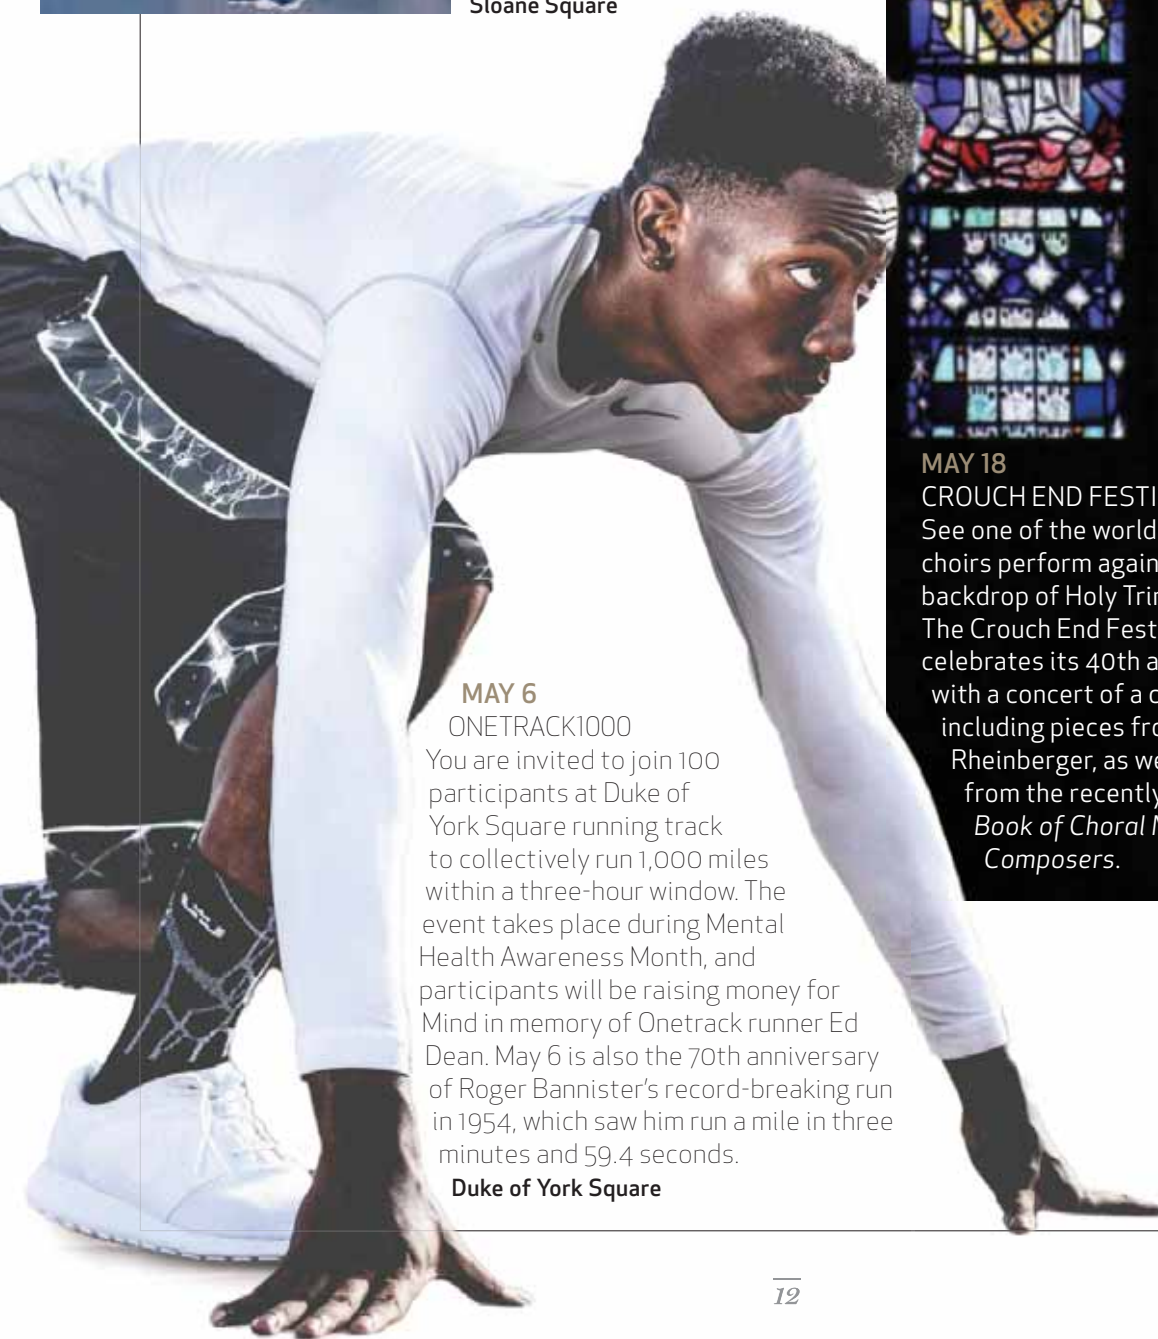 Sloane Square
MAY 6
ONETRACK1000
You are invited to join 100
participants at Duke of
York Square running track
to collectively run 1,000 miles
within a three-hour window. The
event takes place during Mental
Health Awareness Month, and
participants will be raising money for
Mind in memory of Onetrack runner Ed
Dean. May 6 is also the 70th anniversary
of Roger Bannister’s record-breaking run
in 1954, which saw him run a mile in three
minutes and 59.4 seconds.
Duke of York Square
MAY 18
CROUCH END FESTI
See one of the world
choirs perform again
backdrop of Holy Trin
The Crouch End Fest
celebrates its 40th a
with a concert of a c
including pieces fro
Rheinberger, as we
from the recently
Book of Choral M
Composers.
12